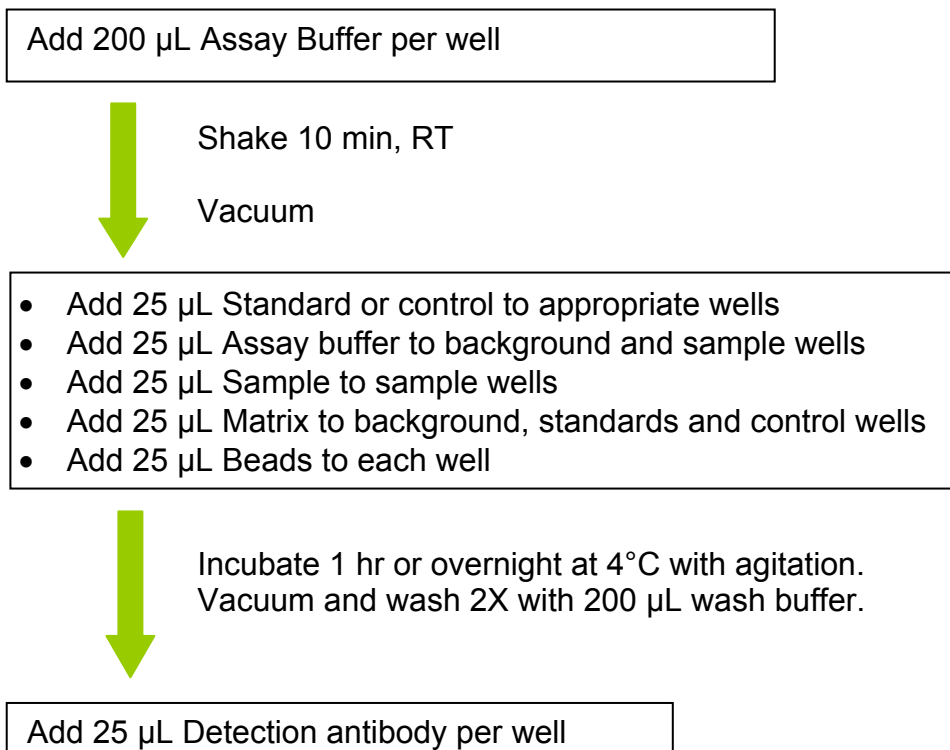 Add 200 µL Assay Buffer per well
Shake 10 min, RT
Vacuum
• Add 25 µL Standard or control to appropriate wells
• Add 25 µL Assay buffer to background and sample wells
• Add 25 µL Sample to sample wells
• Add 25 µL Matrix to background, standards and control wells
• Add 25 µL Beads to each well
Incubate 1 hr or overnight at 4°C with agitation.
Vacuum and wash 2X with 200 µL wash buffer.
Add 25 µL Detection antibody per well